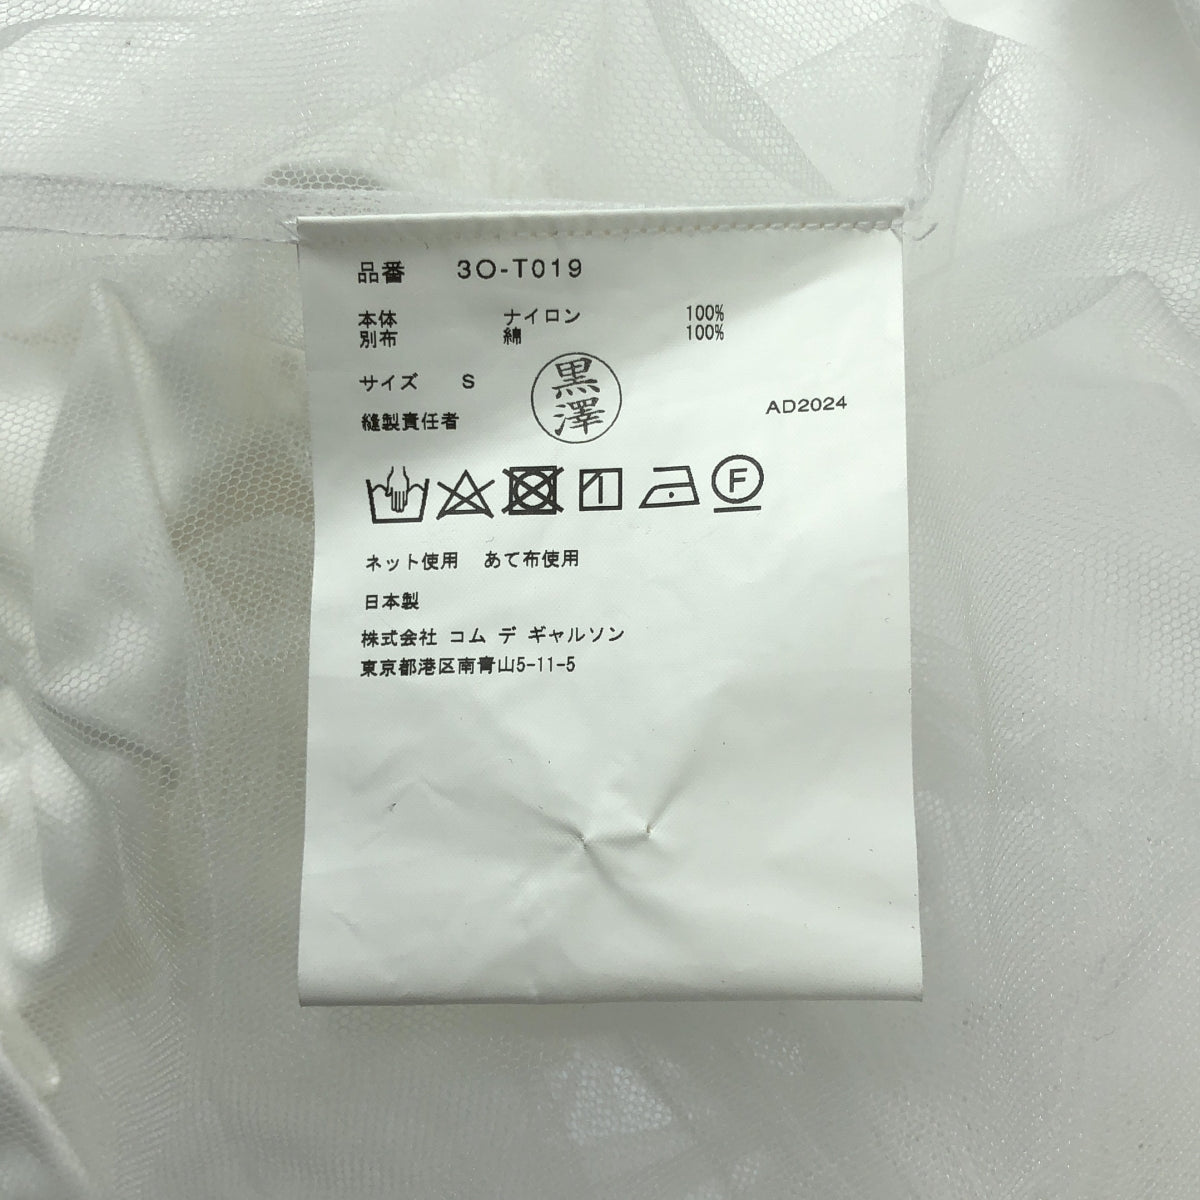 品番 3O-T019
本体 ナイロン 100%
別布 綿 100%
サイズ S
黒澤
縫製責任者
AD2024
F
ネット使用 あて布使用
日本製
株式会社 コム デ ギャルソン
東京都港区南青山5-11-5